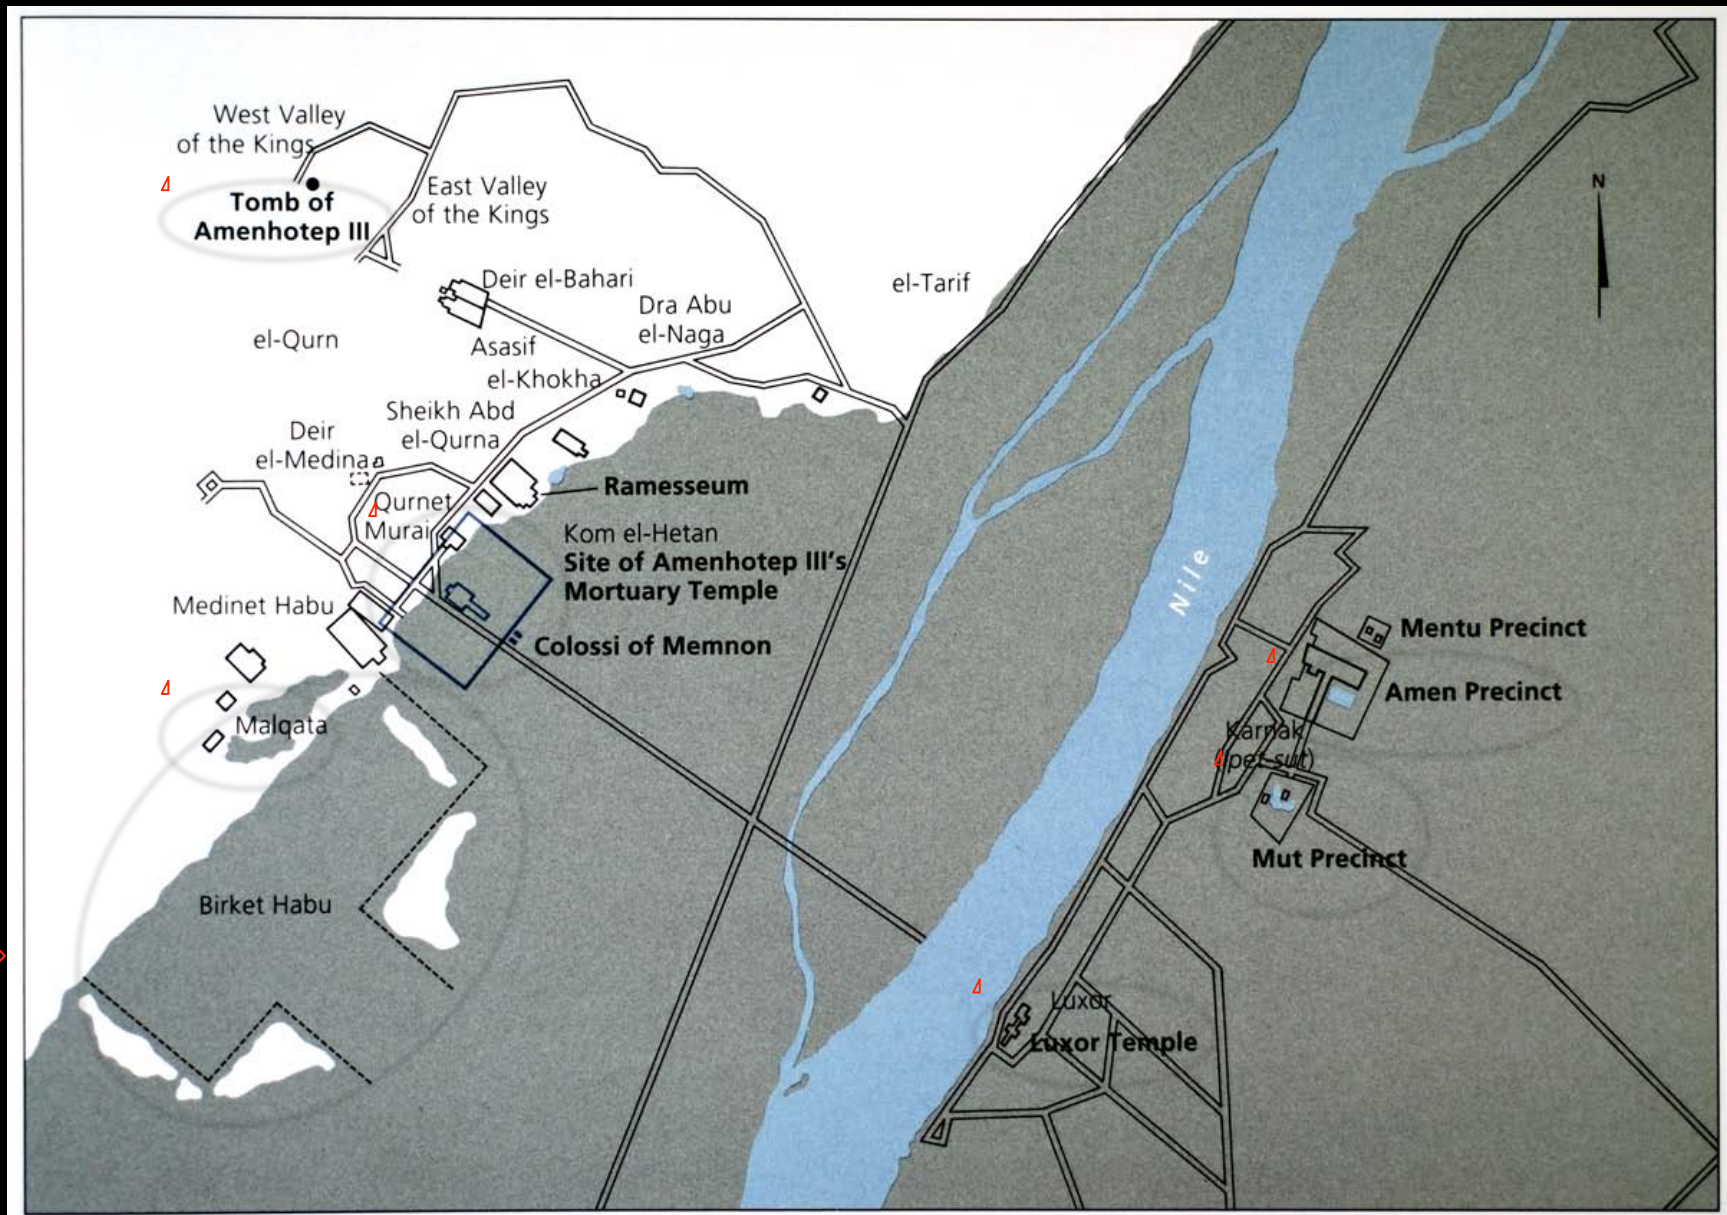 West Valley
of the Kings
Tomb of
Amenhotep III
East Valley
of the Kings
N
Deir el-Bahari
el-Tarif
Dra Abu
el-Naga
el-Qurn
Asasif
el-Khokha
Sheikh Abd
el-Qurna
Deir
el-Medina
Ramesseum
Qurnet
Murai
Kom el-Hetan
Site of Amenhotep III's
Mortuary Temple
Nile
Medinet Habu
Colossi of Memnon
Mentu Precinct
Amen Precinct
Malqata
Karnak
(Ipet-sut)
Mut Precinct
Birket Habu
Luxor
Luxor Temple